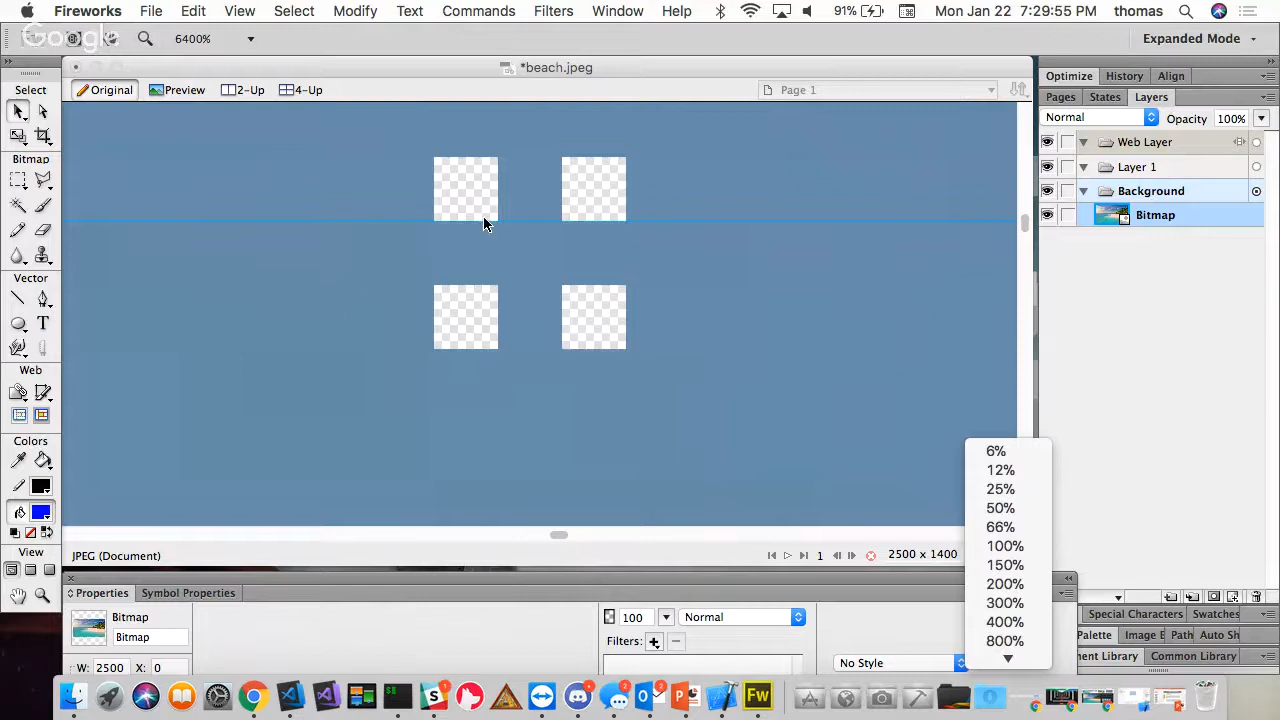 Fireworks File Edit View Select Modify Text Commands Filters Window Help 91% Mon Jan 22 7:29:55 PM thomas
Google 6400% Expanded Mode
*beach.jpeg
Original Preview 2-Up 4-Up Page 1
Select
Bitmap
Vector
T
Web
Colors
View
Optimize History Align
Pages States Layers
Normal Opacity 100%
Web Layer
Layer 1
Background
Bitmap
6%
12%
25%
50%
66%
100%
150%
200%
300%
400%
800%
JPEG (Document) 1 2500 x 1400
Properties Symbol Properties
Bitmap
Bitmap
100 Normal
Filters:
No Style
W: 2500 X: 0
Special Characters Swatches
Palette Image E Path Auto Sh
ment Library Common Library
Fw